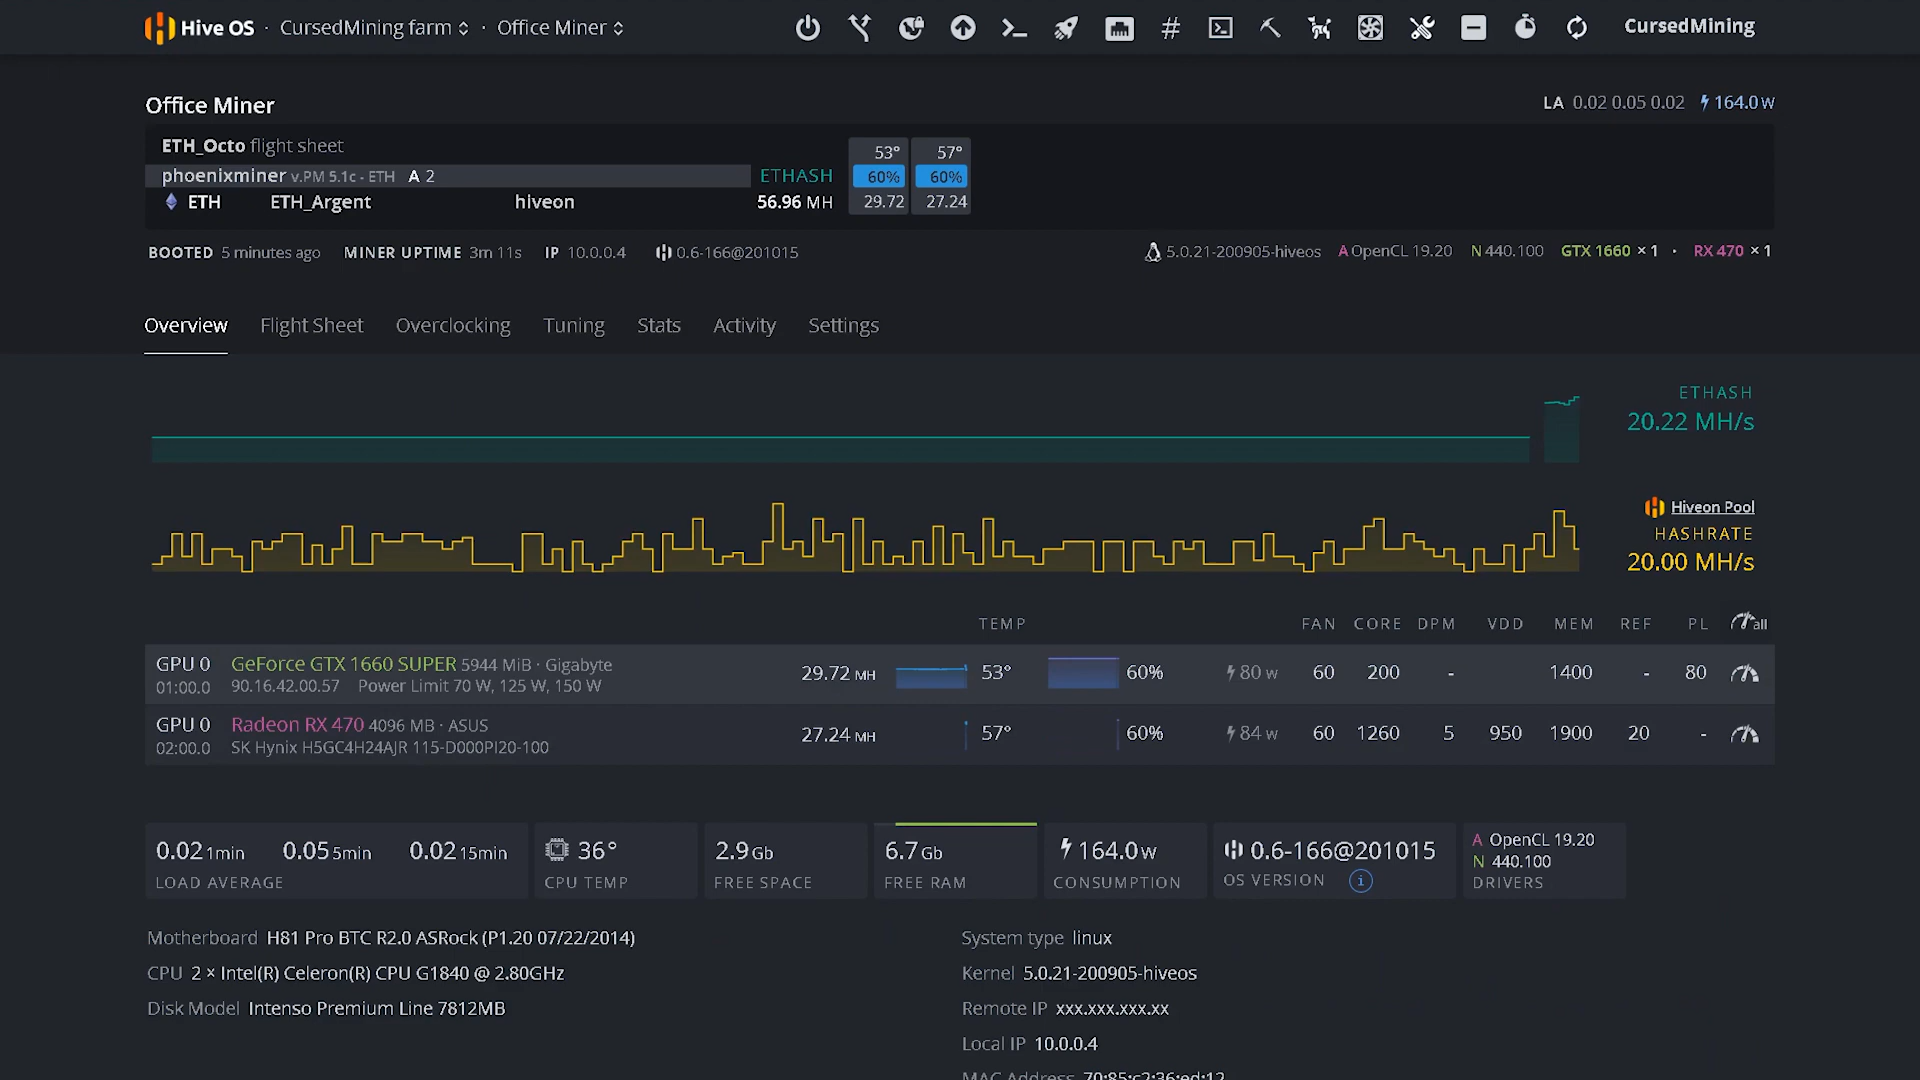 Hive OS · CursedMining farm · Office Miner # CursedMining
Office Miner
LA 0.02 0.05 0.02 164.0 W
ETH_Octo flight sheet
phoenixminer v.PM 5.1c - ETH A 2 ETHASH
ETH ETH_Argent hiveon 56.96 MH
53° 57°
60% 60%
29.72 27.24
BOOTED 5 minutes ago MINER UPTIME 3m 11s IP 10.0.0.4 0.6-166@201015
5.0.21-200905-hiveos A OpenCL 19.20 N 440.100 GTX 1660 × 1 · RX 470 × 1
Overview Flight Sheet Overclocking Tuning Stats Activity Settings
ETHASH
20.22 MH/s
Hiveon Pool
HASHRATE
20.00 MH/s
TEMP FAN CORE DPM VDD MEM REF PL all
GPU 0 GeForce GTX 1660 SUPER 5944 MiB · Gigabyte
01:00.0 90.16.42.00.57 Power Limit 70 W, 125 W, 150 W
29.72 MH 53° 60% 80 W 60 200 - 1400 - 80
GPU 0 Radeon RX 470 4096 MB · ASUS
02:00.0 SK Hynix H5GC4H24AJR 115-D000PI20-100
27.24 MH 57° 60% 84 W 60 1260 5 950 1900 20 -
0.02 1min 0.05 5min 0.02 15min
LOAD AVERAGE
36°
CPU TEMP
2.9 Gb
FREE SPACE
6.7 Gb
FREE RAM
164.0 W
CONSUMPTION
0.6-166@201015
OS VERSION i
A OpenCL 19.20
N 440.100
DRIVERS
Motherboard H81 Pro BTC R2.0 ASRock (P1.20 07/22/2014)
CPU 2 × Intel(R) Celeron(R) CPU G1840 @ 2.80GHz
Disk Model Intenso Premium Line 7812MB
System type linux
Kernel 5.0.21-200905-hiveos
Remote IP xxx.xxx.xxx.xx
Local IP 10.0.0.4
MAC Address 70:85:c2:36:ed:12